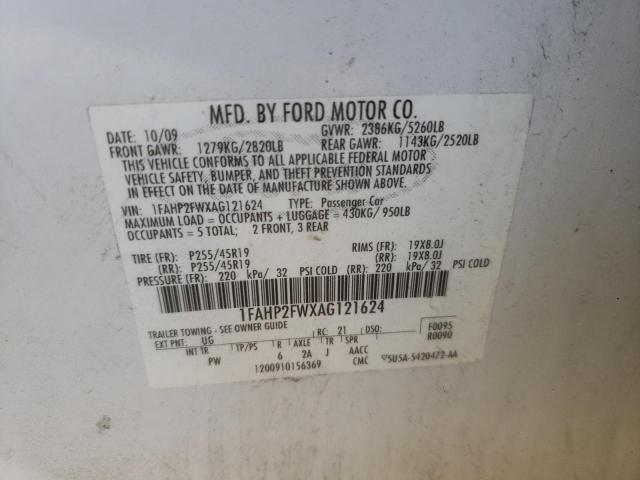 MFD. BY FORD MOTOR CO.
DATE: 10/09 GVWR: 2386KG/5260LB
FRONT GAWR: 1279KG/2820LB REAR GAWR: 1143KG/2520LB
THIS VEHICLE CONFORMS TO ALL APPLICABLE FEDERAL MOTOR
VEHICLE SAFETY, BUMPER, AND THEFT PREVENTION STANDARDS
IN EFFECT ON THE DATE OF MANUFACTURE SHOWN ABOVE.
VIN: 1FAHP2FWXAG121624 TYPE: Passenger Car
MAXIMUM LOAD = OCCUPANTS + LUGGAGE = 430KG/ 950LB
OCCUPANTS = 5 TOTAL; 2 FRONT, 3 REAR
TIRE (FR): P255/45R19 RIMS (FR): 19X8.0J
(RR): P255/45R19 (RR): 19X8.0J
PRESSURE (FR): 220 kPa/ 32 PSI COLD (RR): 220 kPa/ 32 PSI COLD
1FAHP2FWXAG121624
TRAILER TOWING - SEE OWNER GUIDE
EXT PNT: UG RC: 21 DSO: F0095
INT TR TP/PS R AXLE TR SPR R0090
PW 6 2A J AACC
1200910156369 CMC 5U5A-5420472-AA